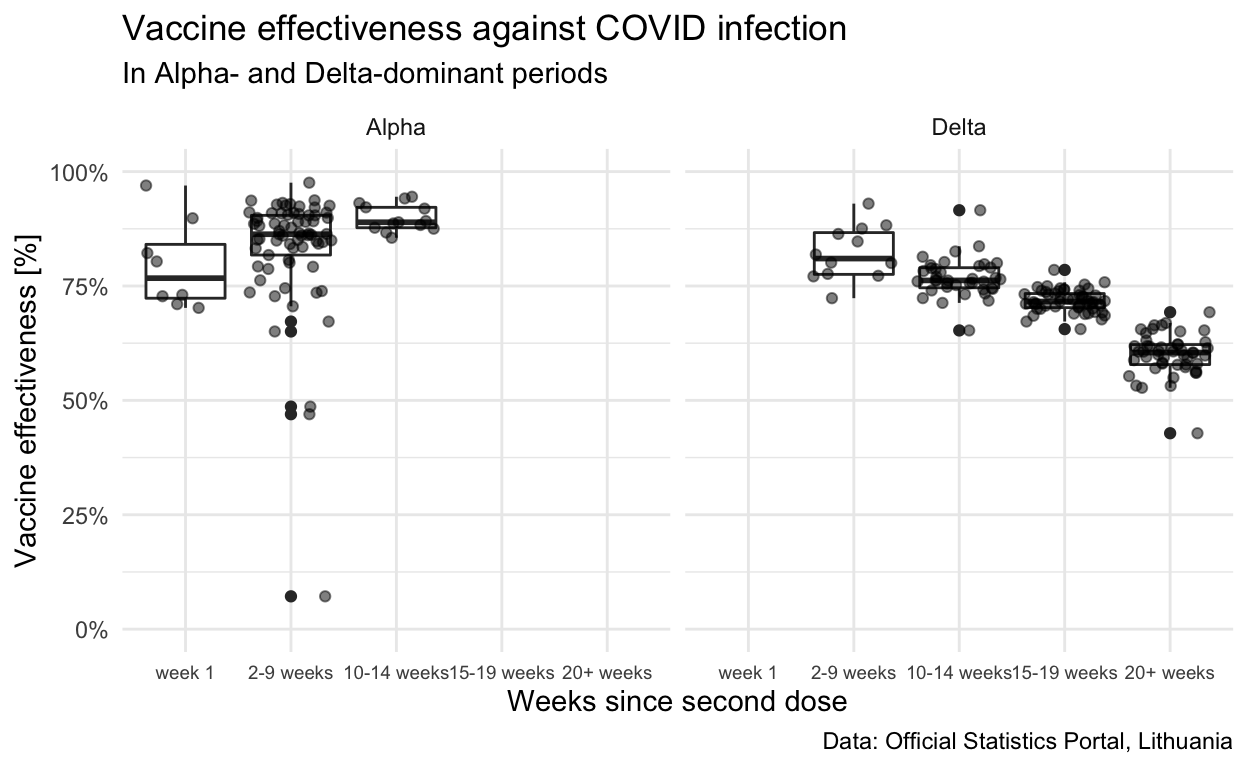 Vaccine effectiveness against COVID infection
In Alpha- and Delta-dominant periods
Alpha
Delta
100%
75%
50%
25%
0%
Vaccine effectiveness [%]
week 1 2-9 weeks 10-14 weeks 15-19 weeks 20+ weeks
week 1 2-9 weeks 10-14 weeks 15-19 weeks 20+ weeks
Weeks since second dose
Data: Official Statistics Portal, Lithuania